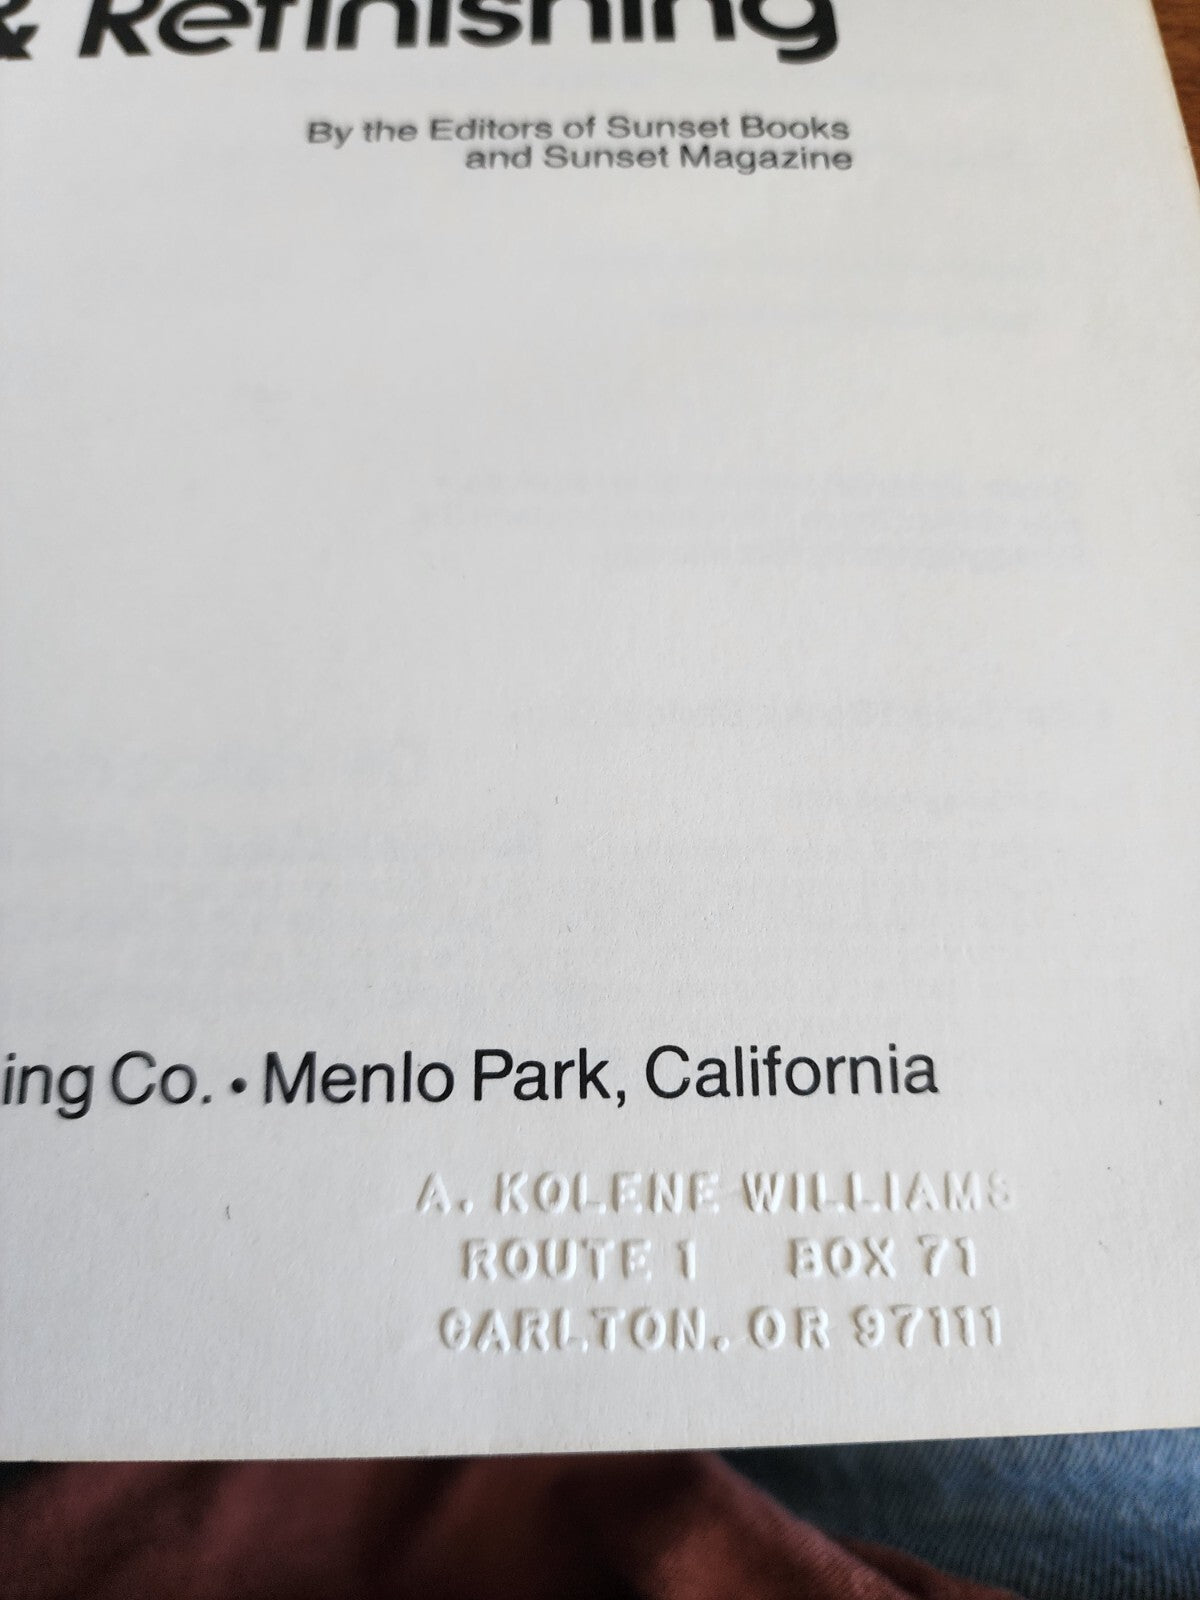 & Refinishing
By the Editors of Sunset Books
and Sunset Magazine
ing Co. • Menlo Park, California
A. KOLENE WILLIAMS
ROUTE 1 BOX 71
CARLTON, OR 97111